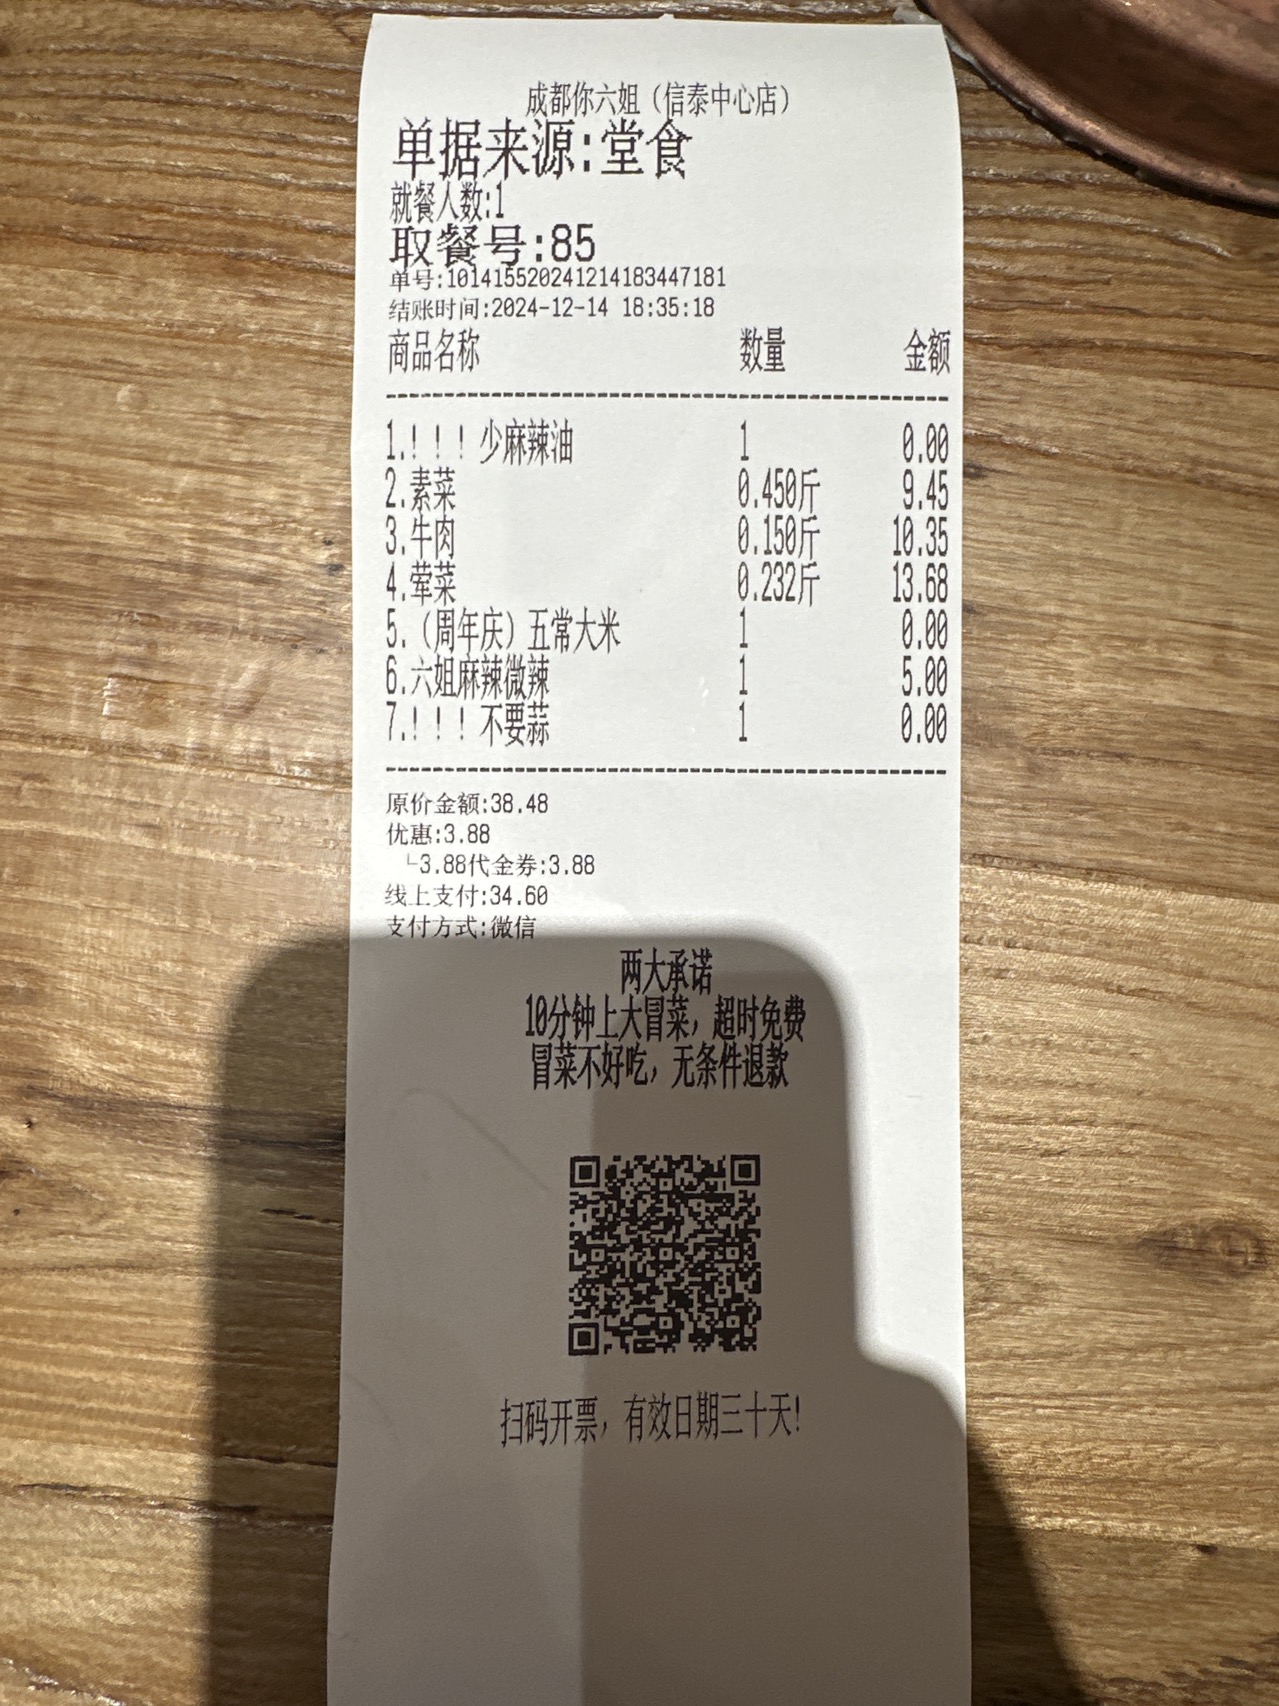 成都你六姐（信泰中心店）
单据来源:堂食
就餐人数:1
取餐号:85
单号:101415520241214183447181
结账时间:2024-12-14 18:35:18
商品名称 数量 金额
1.！！！少麻辣油 1 0.00
2.素菜 0.450斤 9.45
3.牛肉 0.150斤 10.35
4.荤菜 0.232斤 13.68
5.（周年庆）五常大米 1 0.00
6.六姐麻辣微辣 1 5.00
7.！！！不要蒜 1 0.00
原价金额:38.48
优惠:3.88
└3.88代金券:3.88
线上支付:34.60
支付方式:微信
两大承诺
10分钟上大冒菜，超时免费
冒菜不好吃，无条件退款
扫码开票，有效日期三十天!